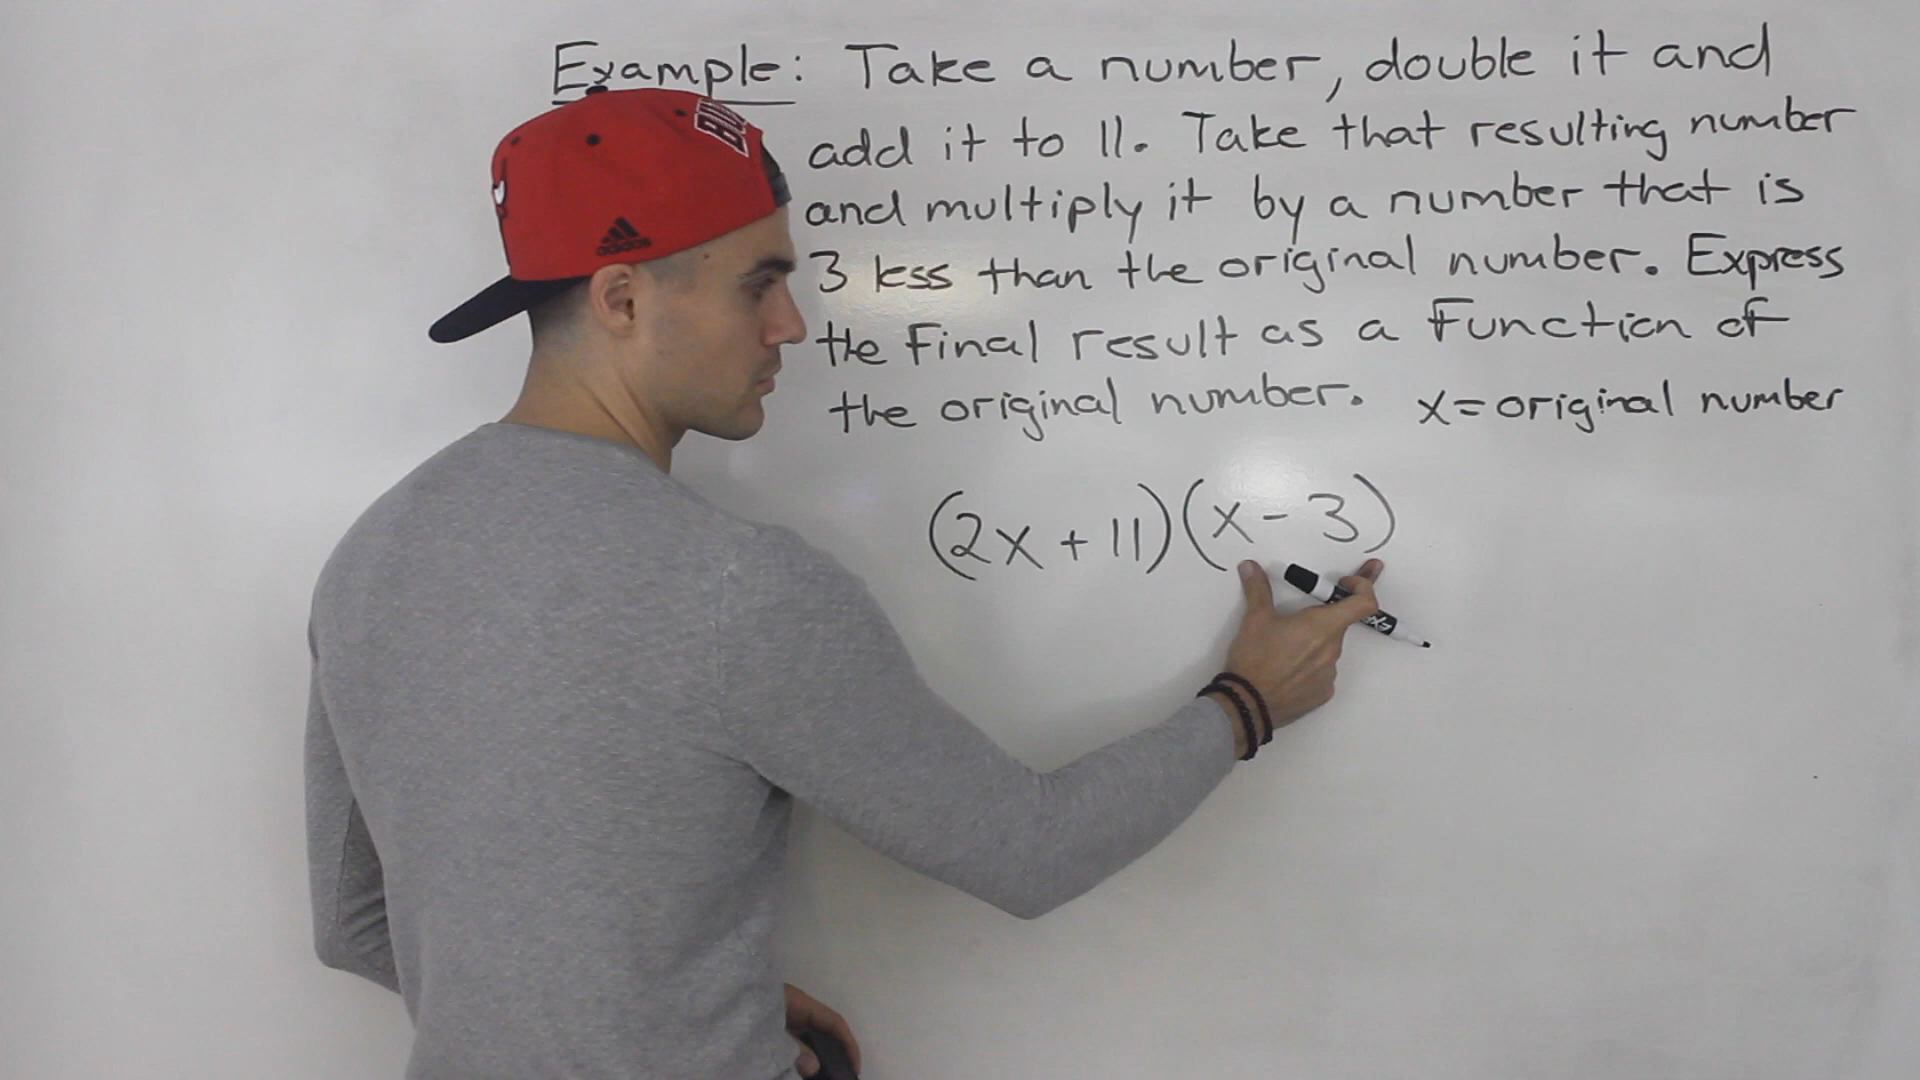 Example: Take a number, double it and
add it to 11. Take that resulting number
and multiply it by a number that is
3 less than the original number. Express
the final result as a function of
the original number. x=original number
(2x+11)(x-3)
adidas